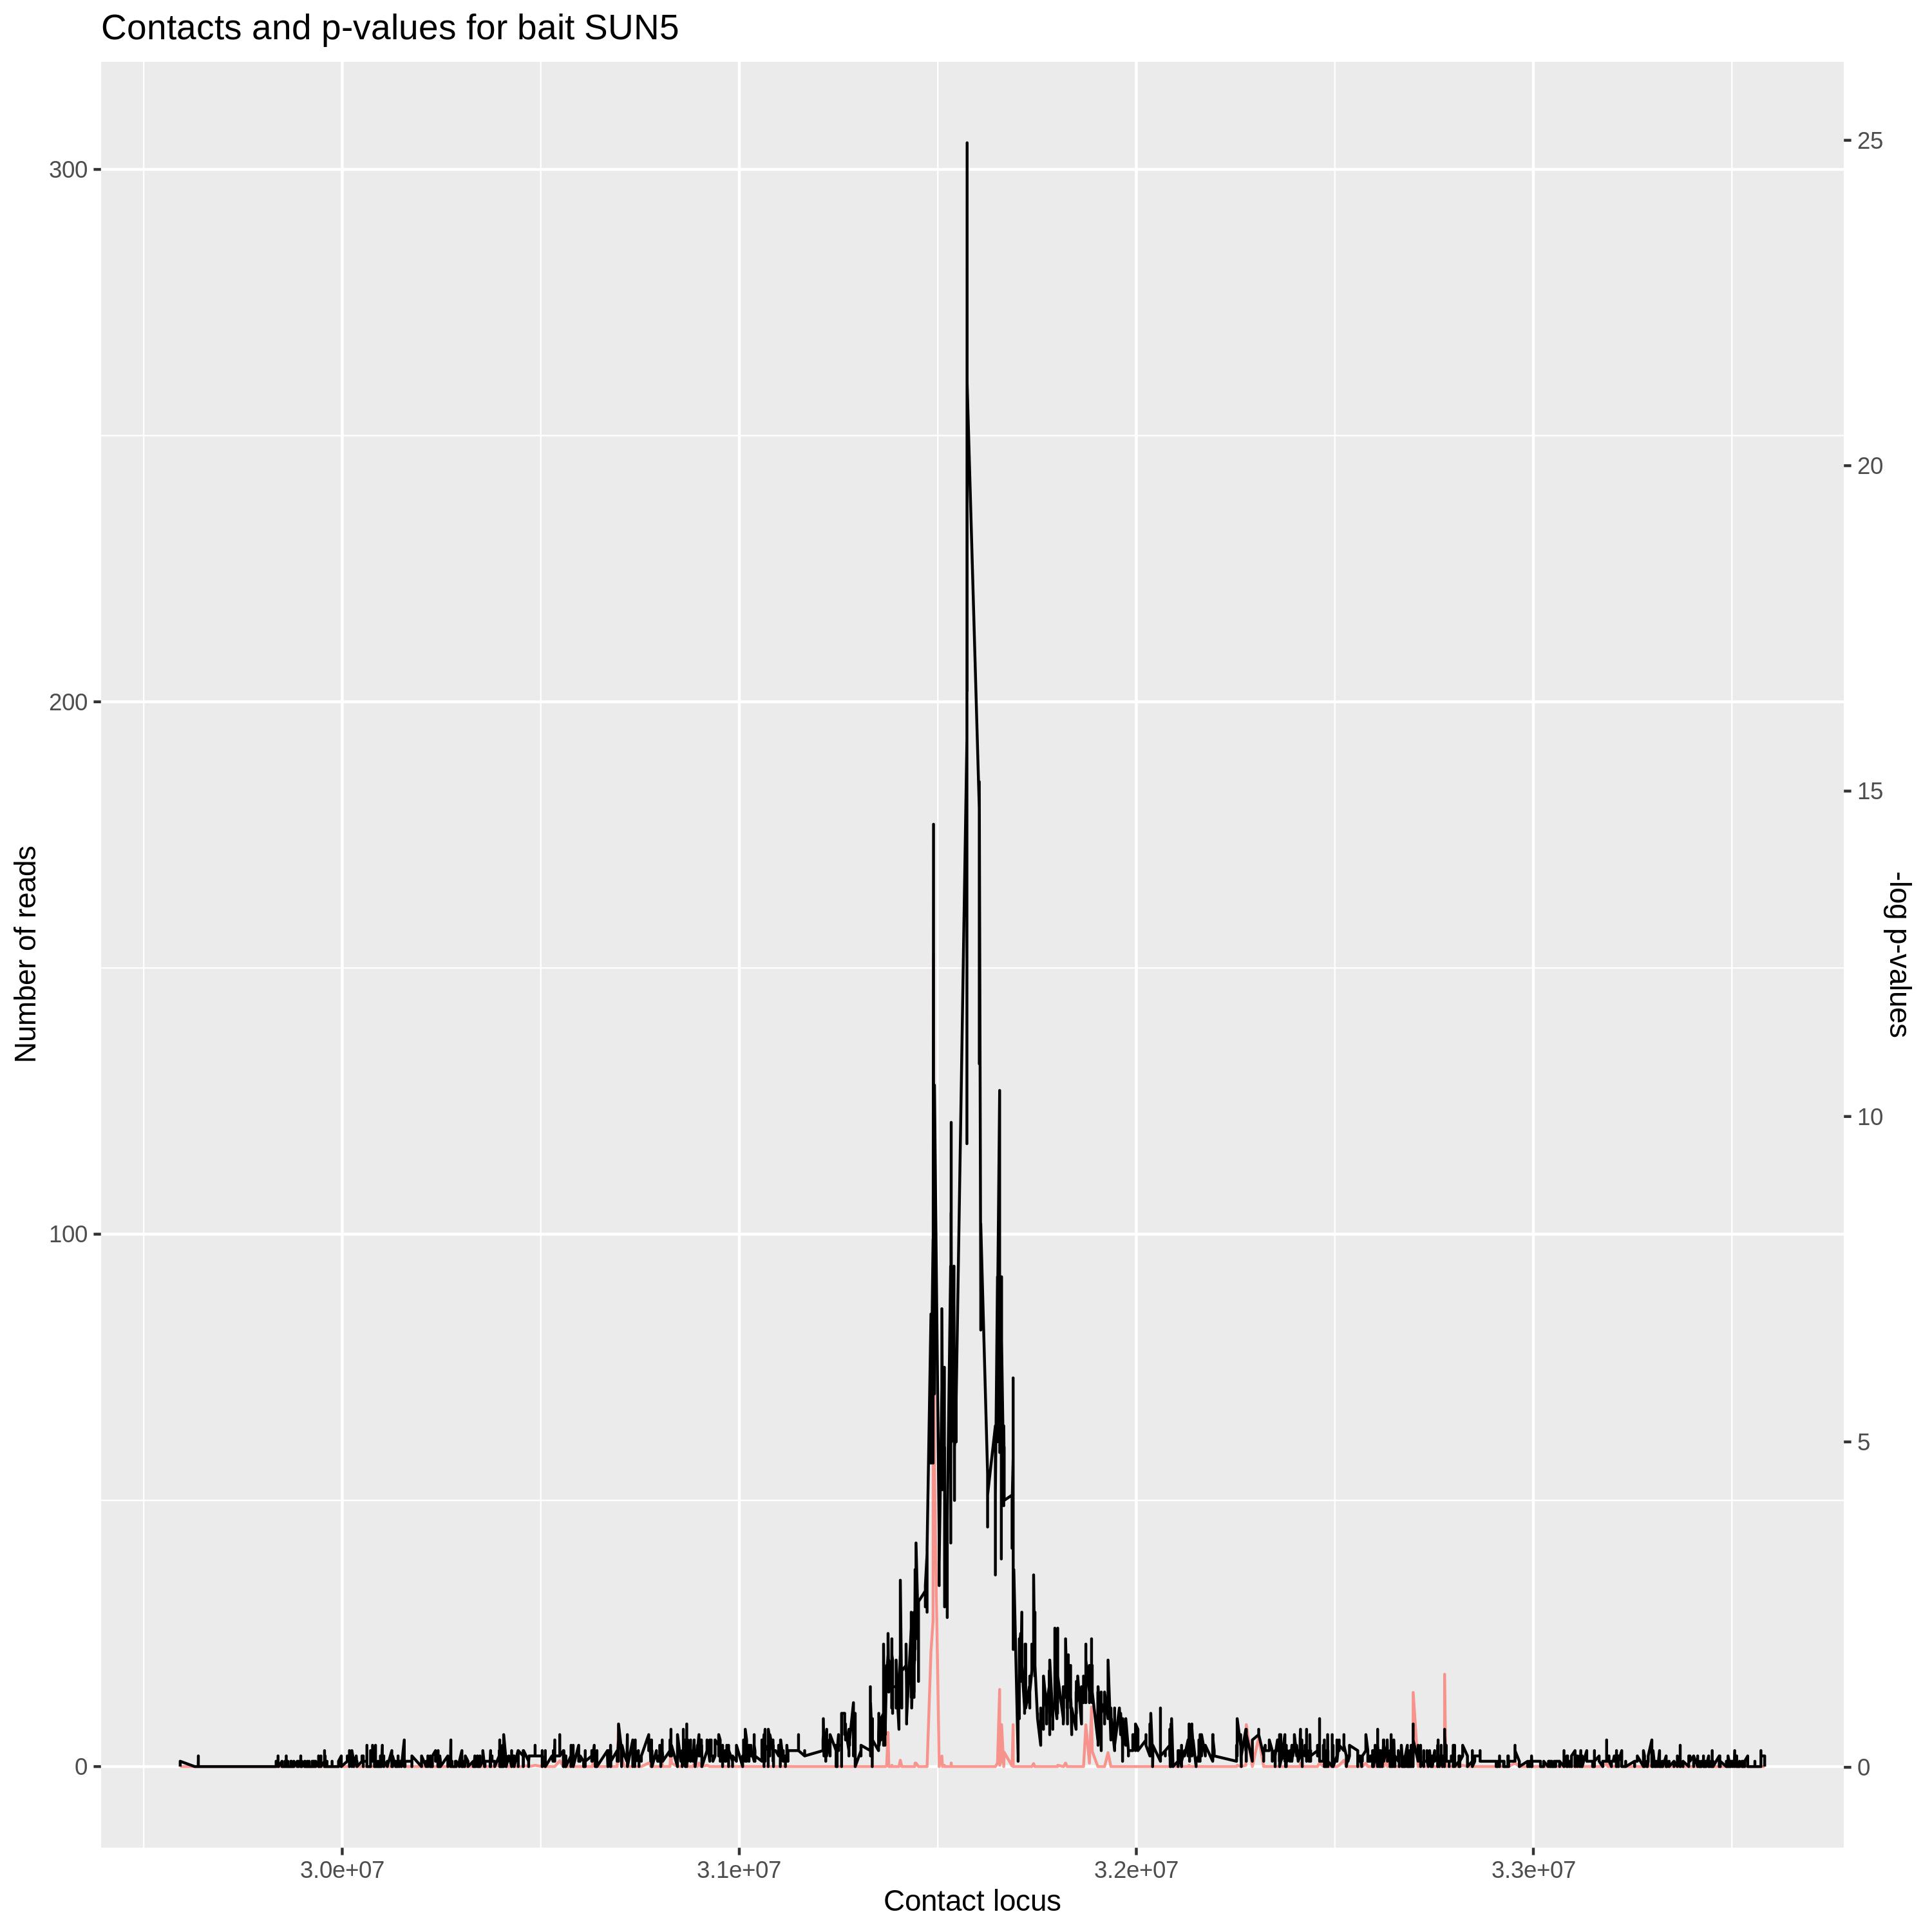 Contacts and p-values for bait SUN5
300
200
100
0
25
20
15
10
5
0
Number of reads
-log p-values
3.0e+07
3.1e+07
3.2e+07
3.3e+07
Contact locus